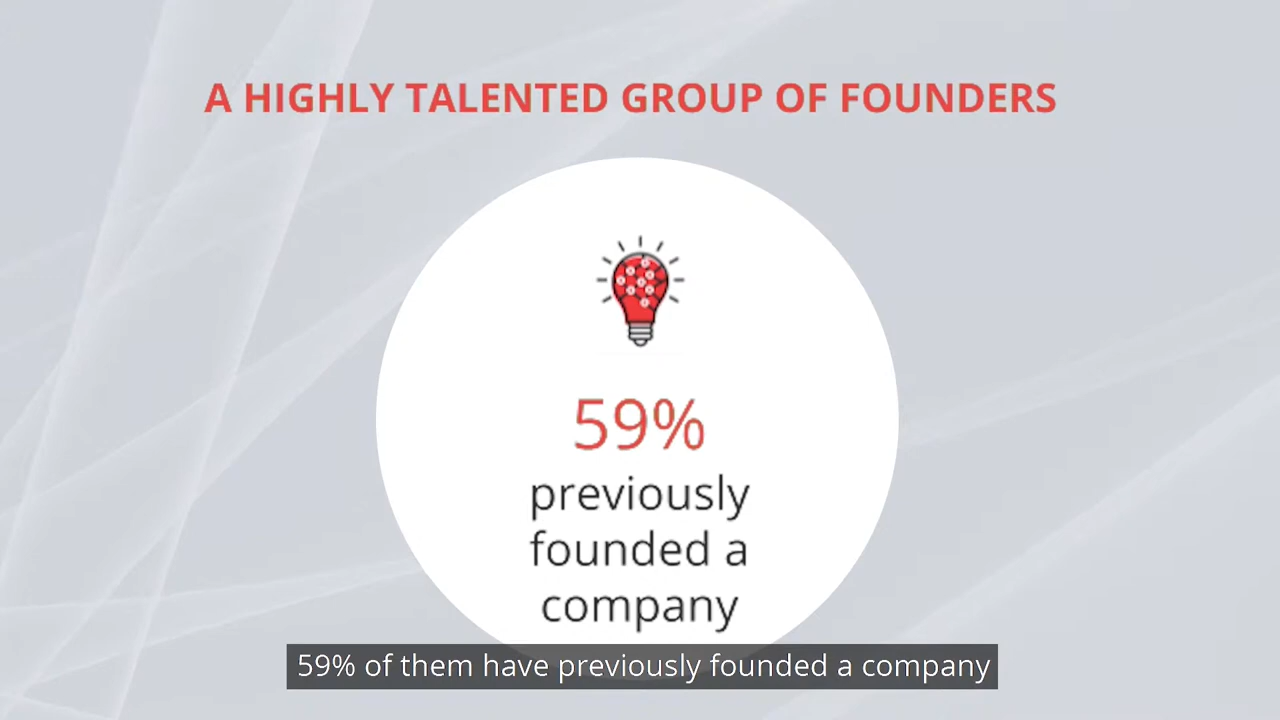 A HIGHLY TALENTED GROUP OF FOUNDERS
59%
previously
founded a
company
59% of them have previously founded a company